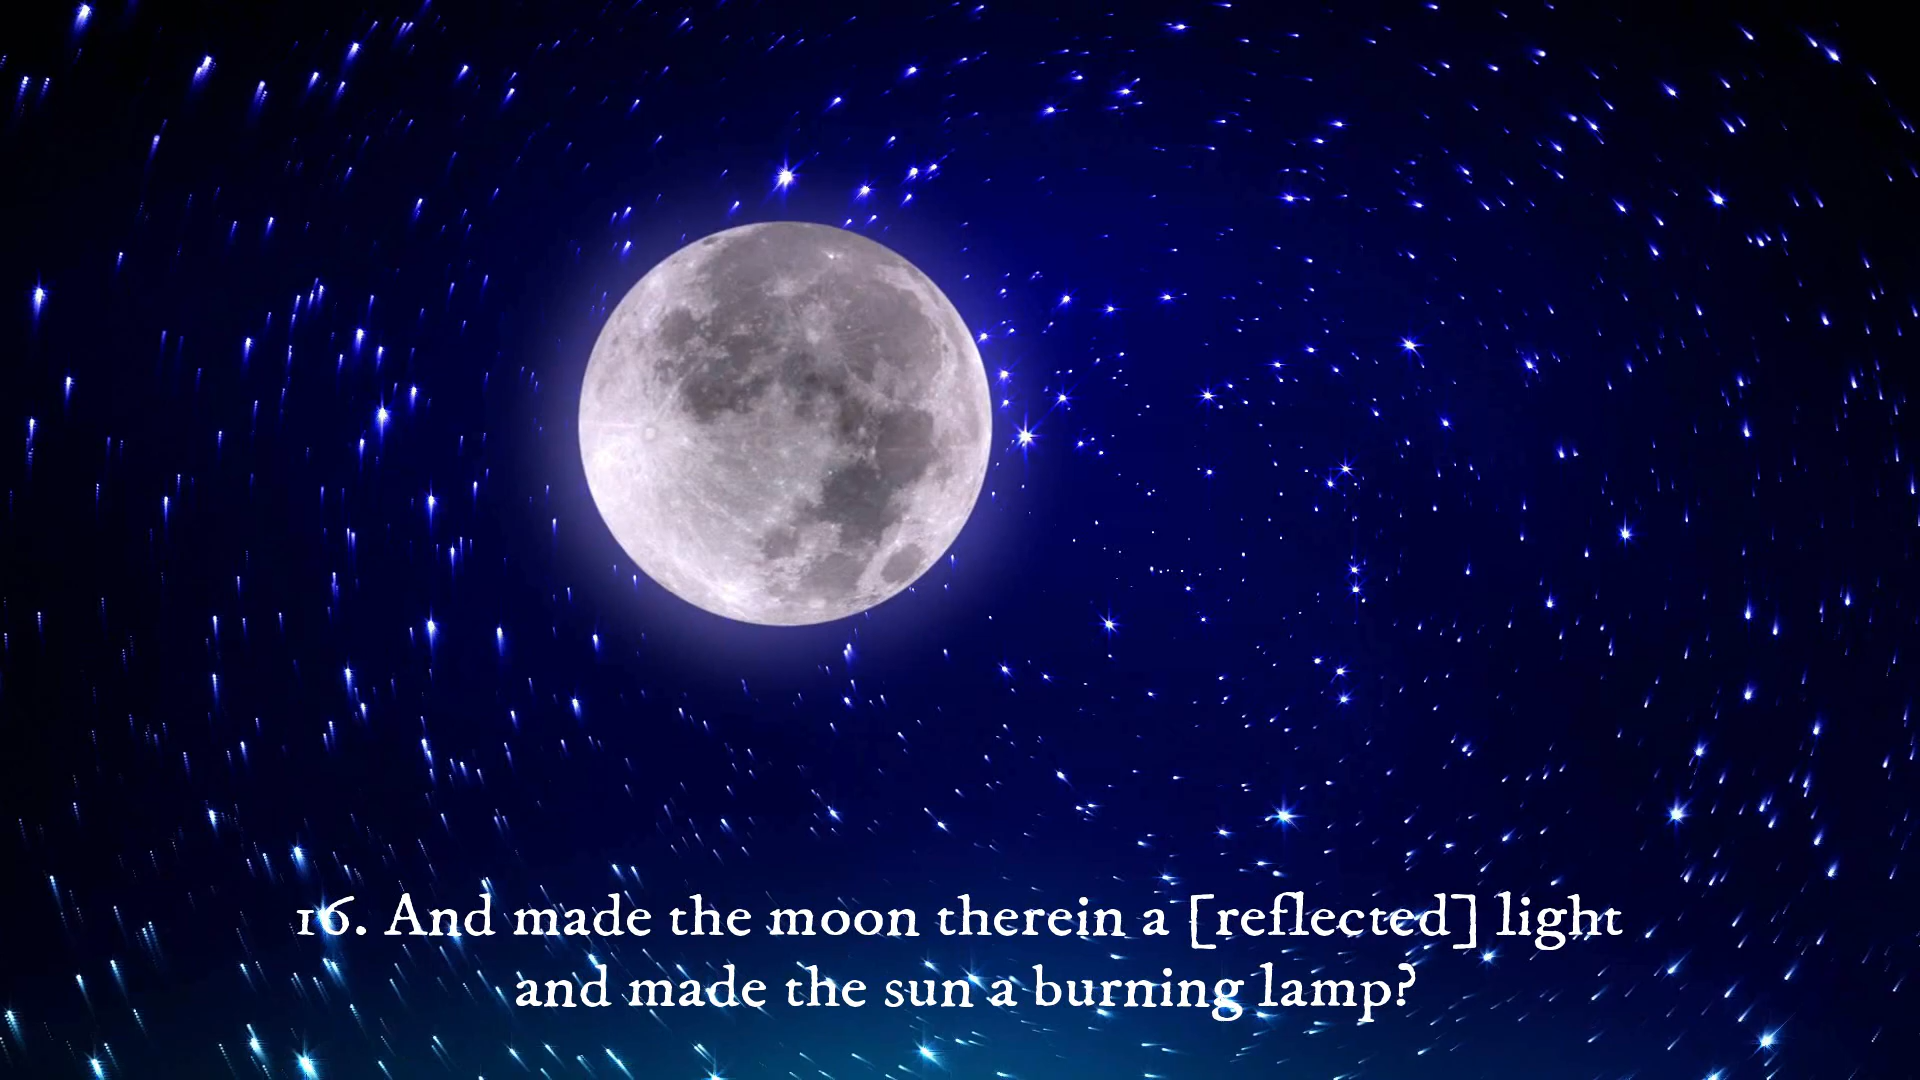 16. And made the moon therein a [reflected] light
and made the sun a burning lamp?